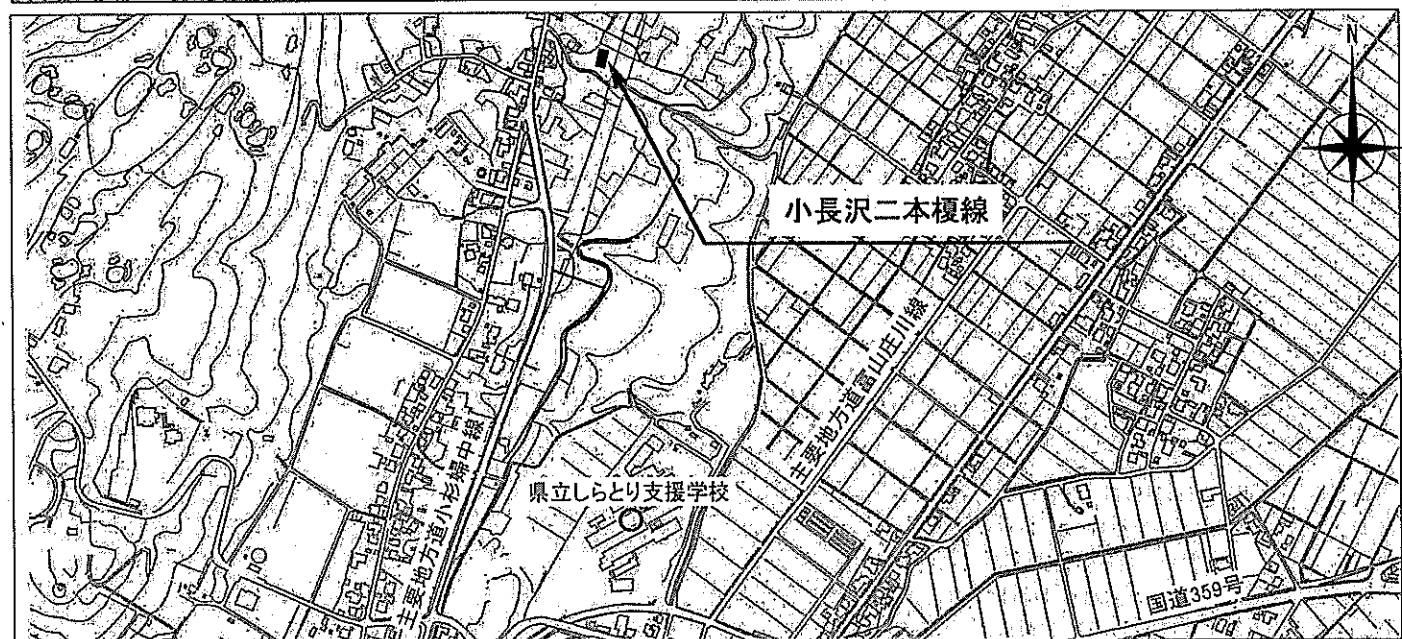 N
小長沢二本榎線
主要地方道富山庄川線
主要地方道小杉婦中線
県立しらとり支援学校
国道359号